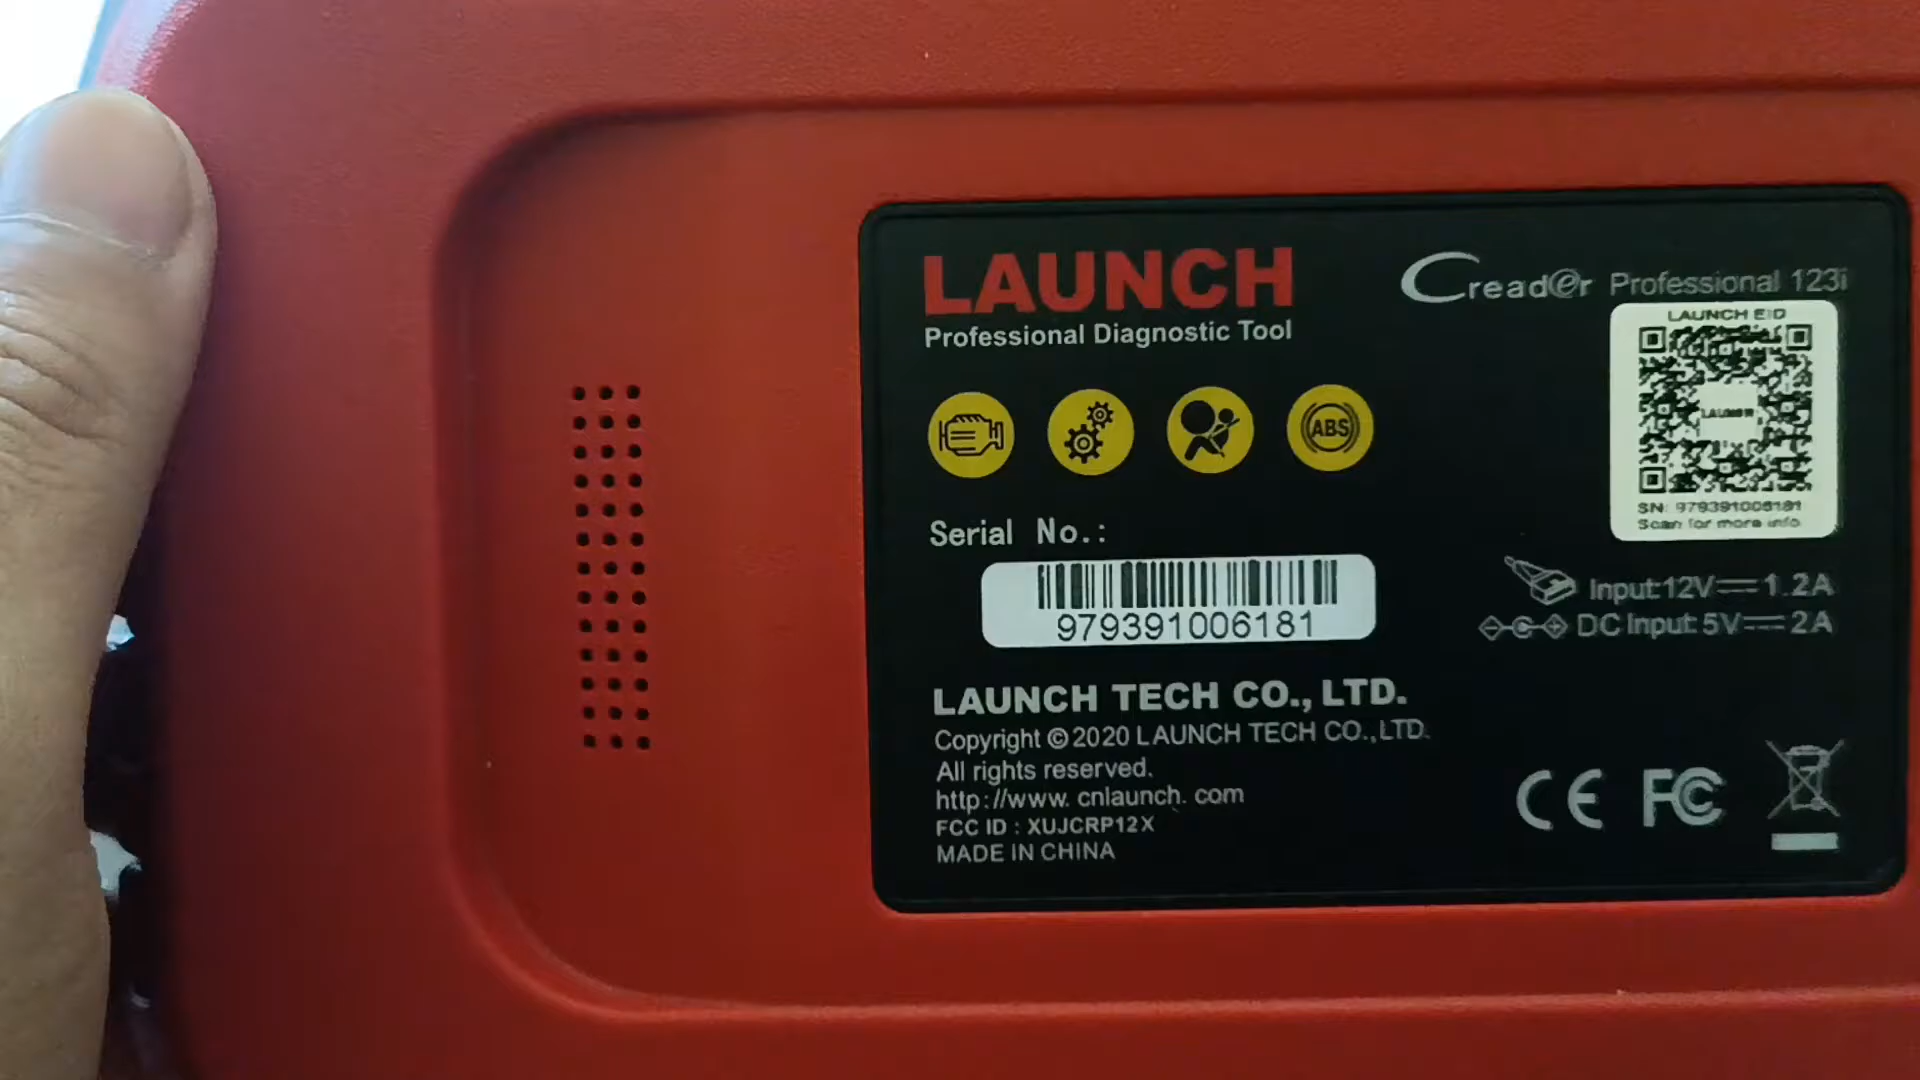 LAUNCH
Professional Diagnostic Tool
Creader Professional 123i
LAUNCH EID
LAUNCH
SN: 979391006181
Scan for more info
ABS
Serial No.:
979391006181
Input:12V⎓1.2A
DC Input: 5V⎓2A
LAUNCH TECH CO., LTD.
Copyright ©2020 LAUNCH TECH CO.,LTD.
All rights reserved.
http://www. cnlaunch. com
FCC ID : XUJCRP12X
MADE IN CHINA
CE FC